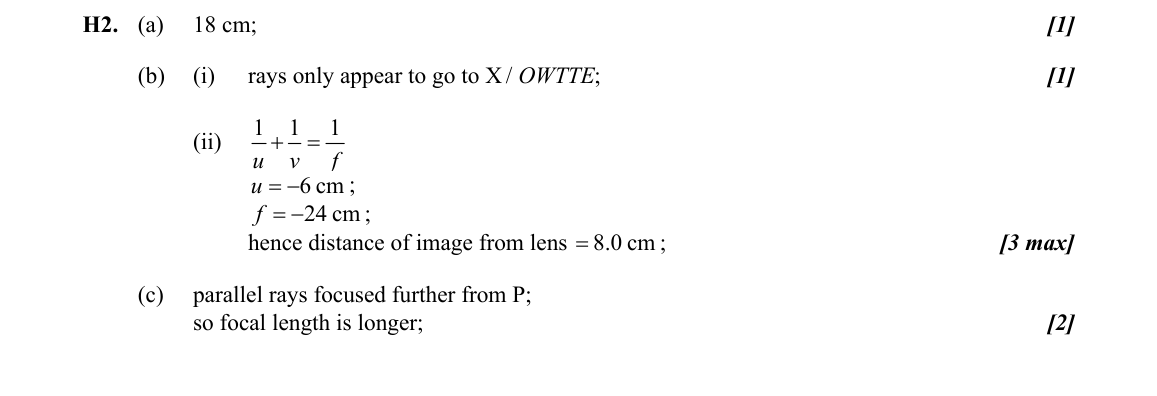 H2. (a) 18 cm; [1]
(b) (i) rays only appear to go to X/ OWTTE; [1]
(ii) 1/u + 1/v = 1/f
u = −6 cm ;
f = −24 cm ;
hence distance of image from lens = 8.0 cm ; [3 max]
(c) parallel rays focused further from P;
so focal length is longer; [2]